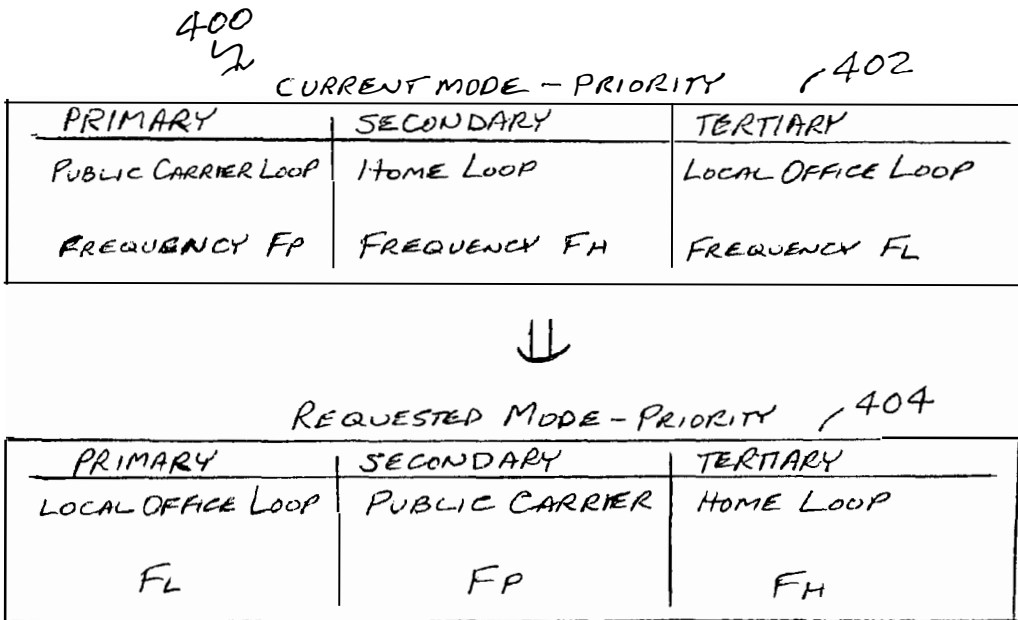 400
CURRENT MODE - PRIORITY 402
PRIMARY SECONDARY TERTIARY
PUBLIC CARRIER LOOP HOME LOOP LOCAL OFFICE LOOP
FREQUENCY FP FREQUENCY FH FREQUENCY FL
REQUESTED MODE - PRIORITY 404
PRIMARY SECONDARY TERTIARY
LOCAL OFFICE LOOP PUBLIC CARRIER HOME LOOP
FL FP FH